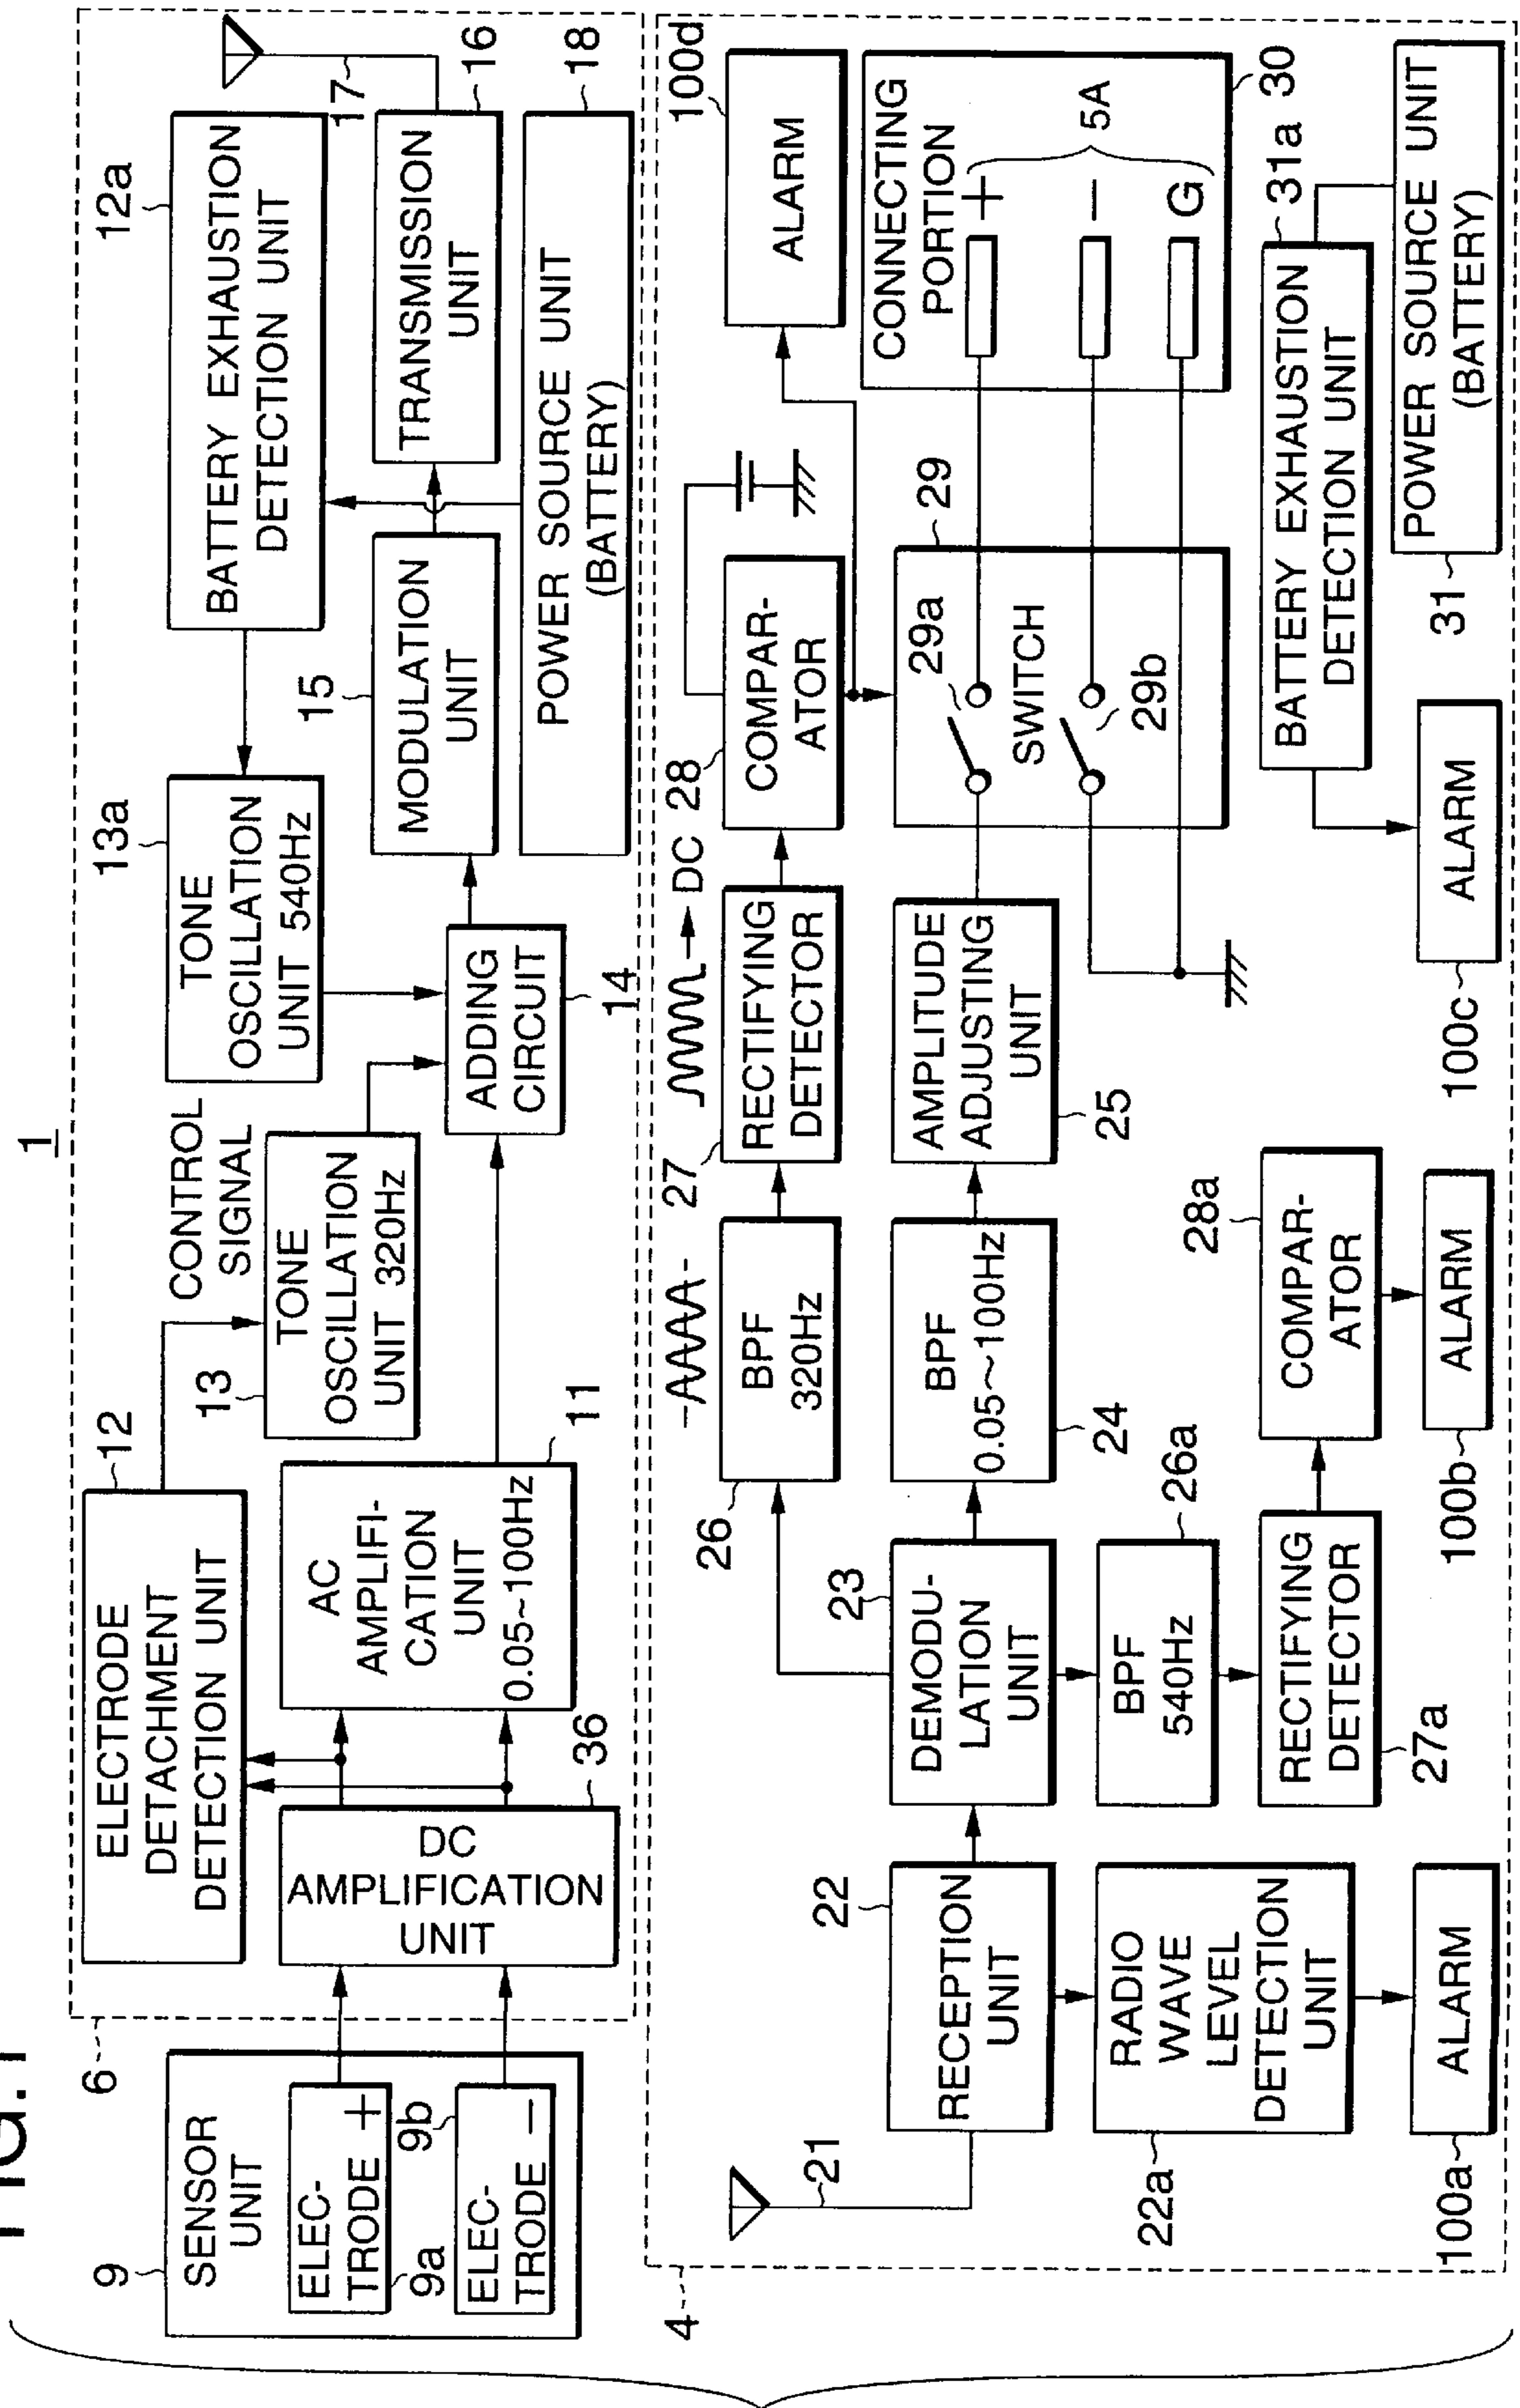 FIG.1
1
6
9
SENSOR
UNIT
ELEC-
TRODE +
9a
9b
ELEC-
TRODE −
ELECTRODE
DETACHMENT
DETECTION UNIT
12
DC
AMPLIFICATION
UNIT
36
AC
AMPLIFI-
CATION
UNIT
0.05~100Hz
11
CONTROL
SIGNAL
13
TONE
OSCILLATION
UNIT 320Hz
13a
TONE
OSCILLATION
UNIT 540Hz
ADDING
CIRCUIT
14
12a
BATTERY EXHAUSTION
DETECTION UNIT
15
MODULATION
UNIT
TRANSMISSION
UNIT
16
17
POWER SOURCE UNIT
(BATTERY)
18
4
21
22
RECEPTION
UNIT
22a
RADIO
WAVE
LEVEL
DETECTION
UNIT
100a
ALARM
23
DEMODU-
LATION
UNIT
26
BPF
320Hz
27
RECTIFYING
DETECTOR
DC
28
COMPAR-
ATOR
100d
ALARM
BPF
0.05~100Hz
24
AMPLITUDE
ADJUSTING
UNIT
25
29
29a
SWITCH
29b
CONNECTING
PORTION
+
−
G
5A
30
26a
BPF
540Hz
RECTIFYING
DETECTOR
27a
28a
COMPAR-
ATOR
100b
ALARM
31a
BATTERY EXHAUSTION
DETECTION UNIT
100c
ALARM
31
POWER SOURCE UNIT
(BATTERY)